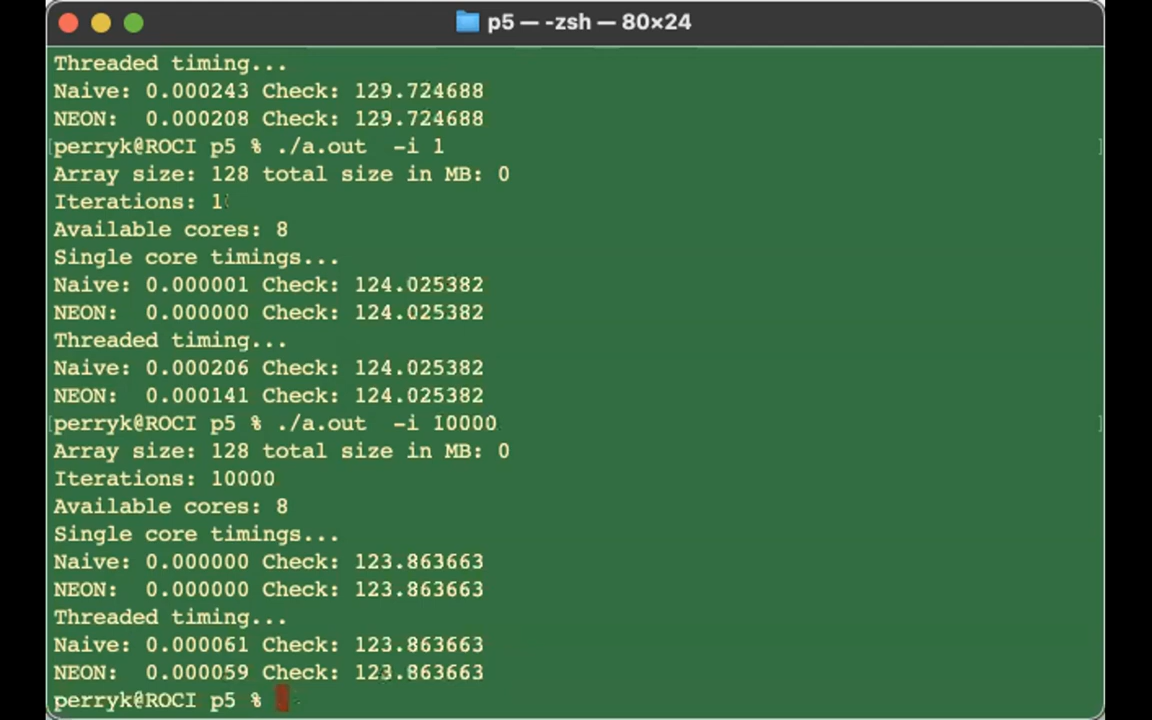 p5 — -zsh — 80×24
Threaded timing...
Naive: 0.000243 Check: 129.724688
NEON:  0.000208 Check: 129.724688
[perryk@ROCI p5 % ./a.out  -i 1 ]
Array size: 128 total size in MB: 0
Iterations: 1
Available cores: 8
Single core timings...
Naive: 0.000001 Check: 124.025382
NEON:  0.000000 Check: 124.025382
Threaded timing...
Naive: 0.000206 Check: 124.025382
NEON:  0.000141 Check: 124.025382
[perryk@ROCI p5 % ./a.out  -i 10000 ]
Array size: 128 total size in MB: 0
Iterations: 10000
Available cores: 8
Single core timings...
Naive: 0.000000 Check: 123.863663
NEON:  0.000000 Check: 123.863663
Threaded timing...
Naive: 0.000061 Check: 123.863663
NEON:  0.000059 Check: 123.863663
perryk@ROCI p5 %